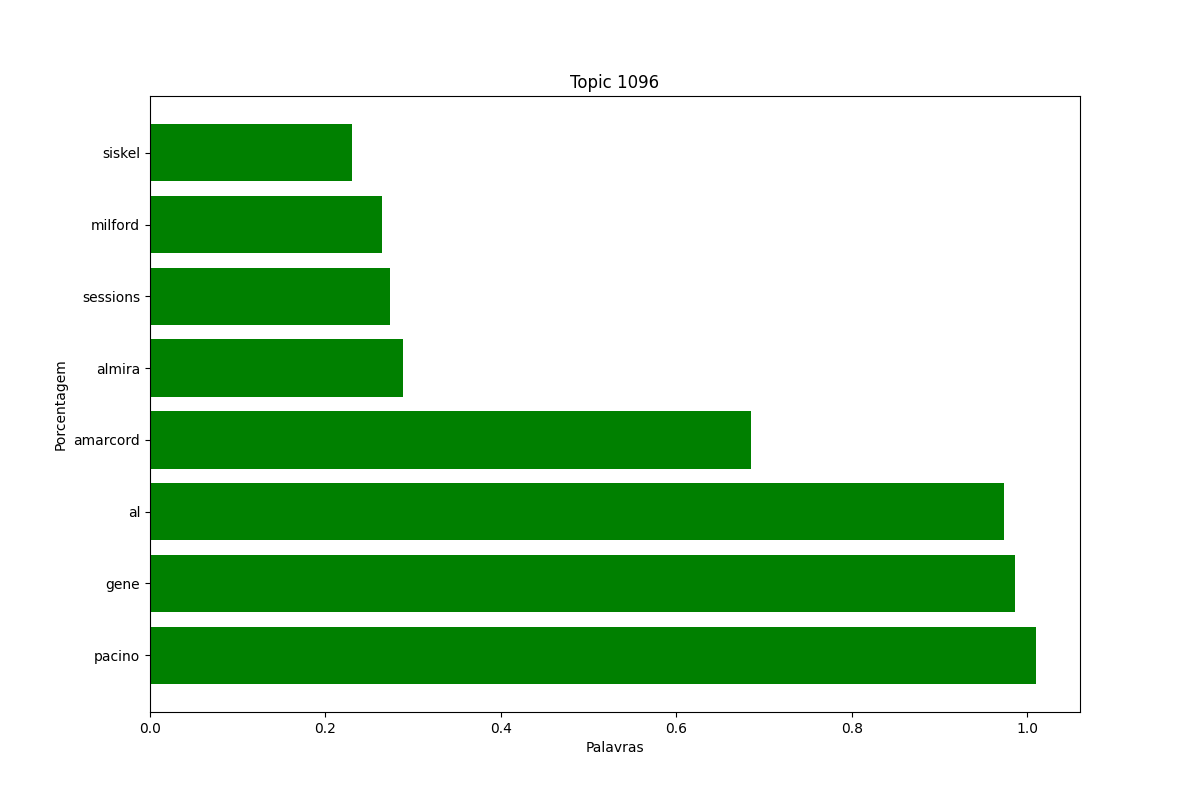 Topic 1096
siskel
milford
sessions
almira
amarcord
al
gene
pacino
Porcentagem
0.0 0.2 0.4 0.6 0.8 1.0
Palavras